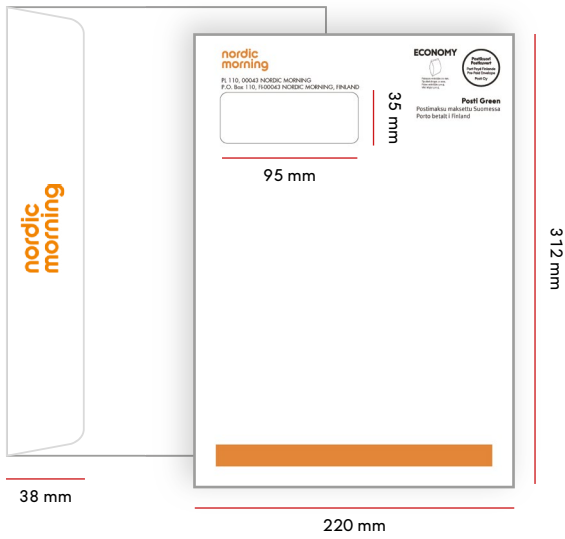 nordic
morning
PL 110, 00043 NORDIC MORNING
P.O. Box 110, FI-00043 NORDIC MORNING, FINLAND
ECONOMY
Posti Green
Postimaksu maksettu Suomessa
Porto betalt i Finland
35 mm
95 mm
nordic
morning
312 mm
38 mm
220 mm